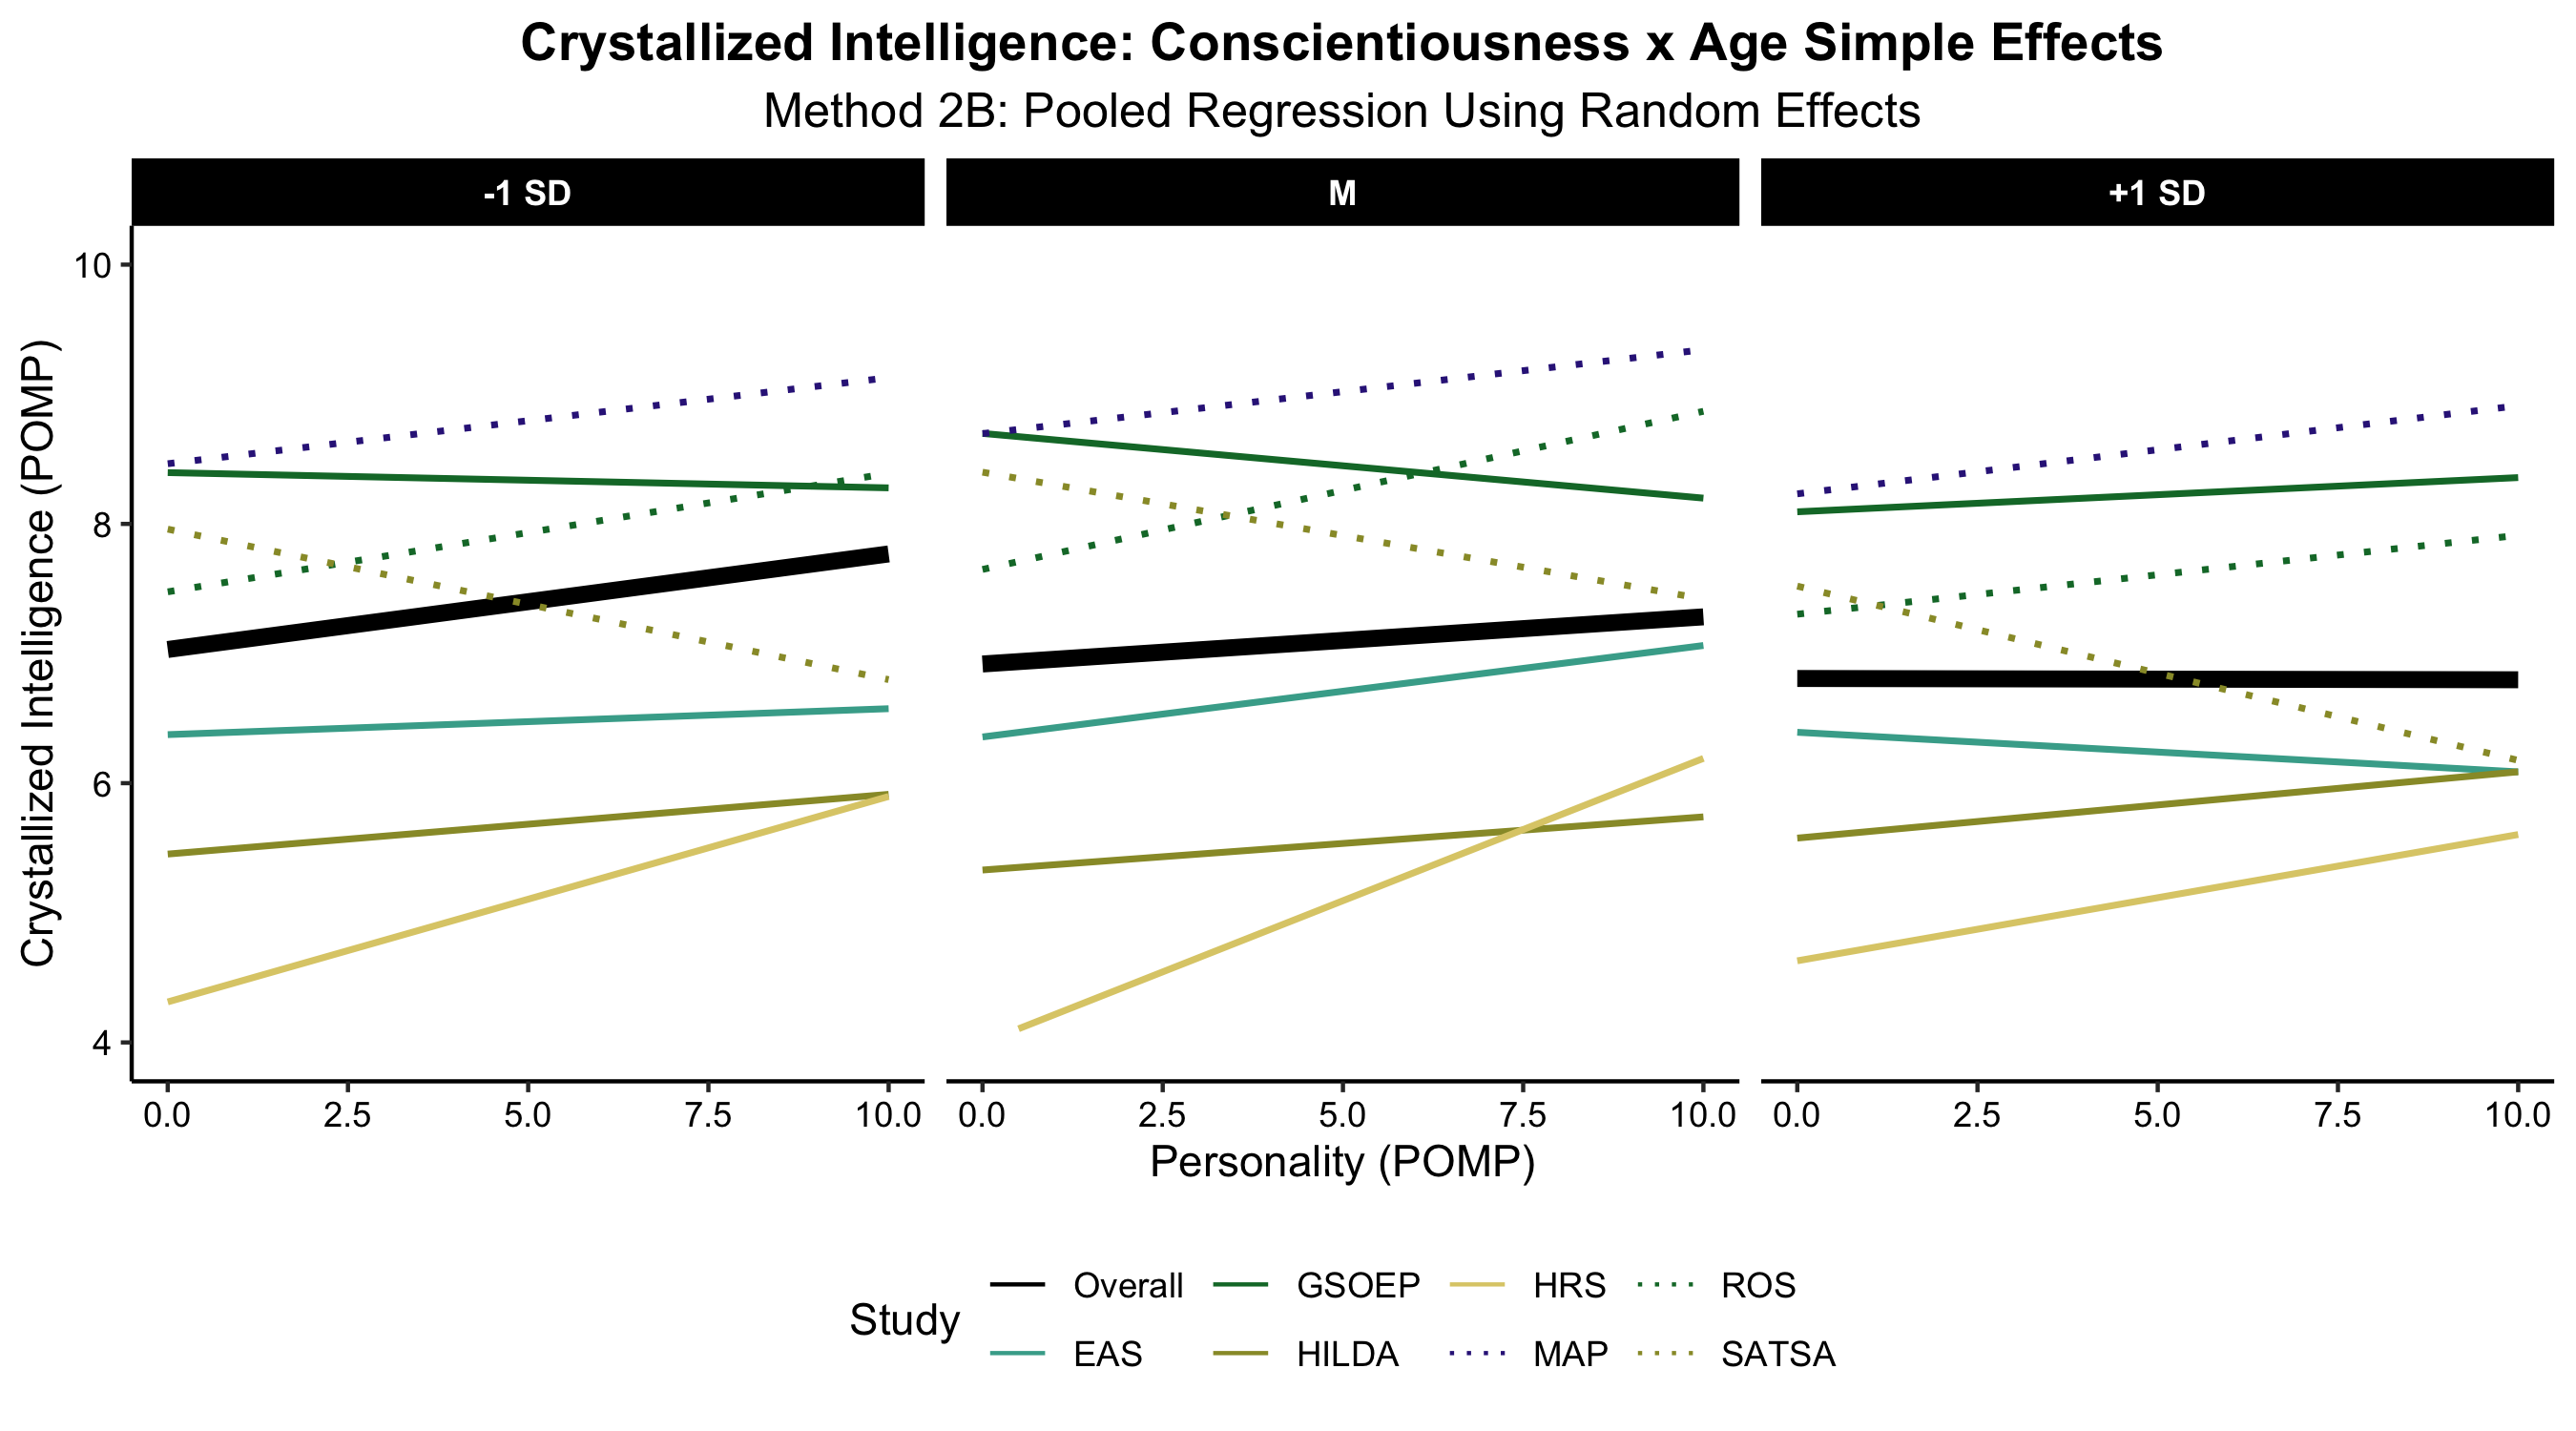 Crystallized Intelligence: Conscientiousness x Age Simple Effects
Method 2B: Pooled Regression Using Random Effects
-1 SD
M
+1 SD
Crystallized Intelligence (POMP)
10
8
6
4
0.0 2.5 5.0 7.5 10.0
0.0 2.5 5.0 7.5 10.0
0.0 2.5 5.0 7.5 10.0
Personality (POMP)
Study
Overall GSOEP HRS ROS
EAS HILDA MAP SATSA